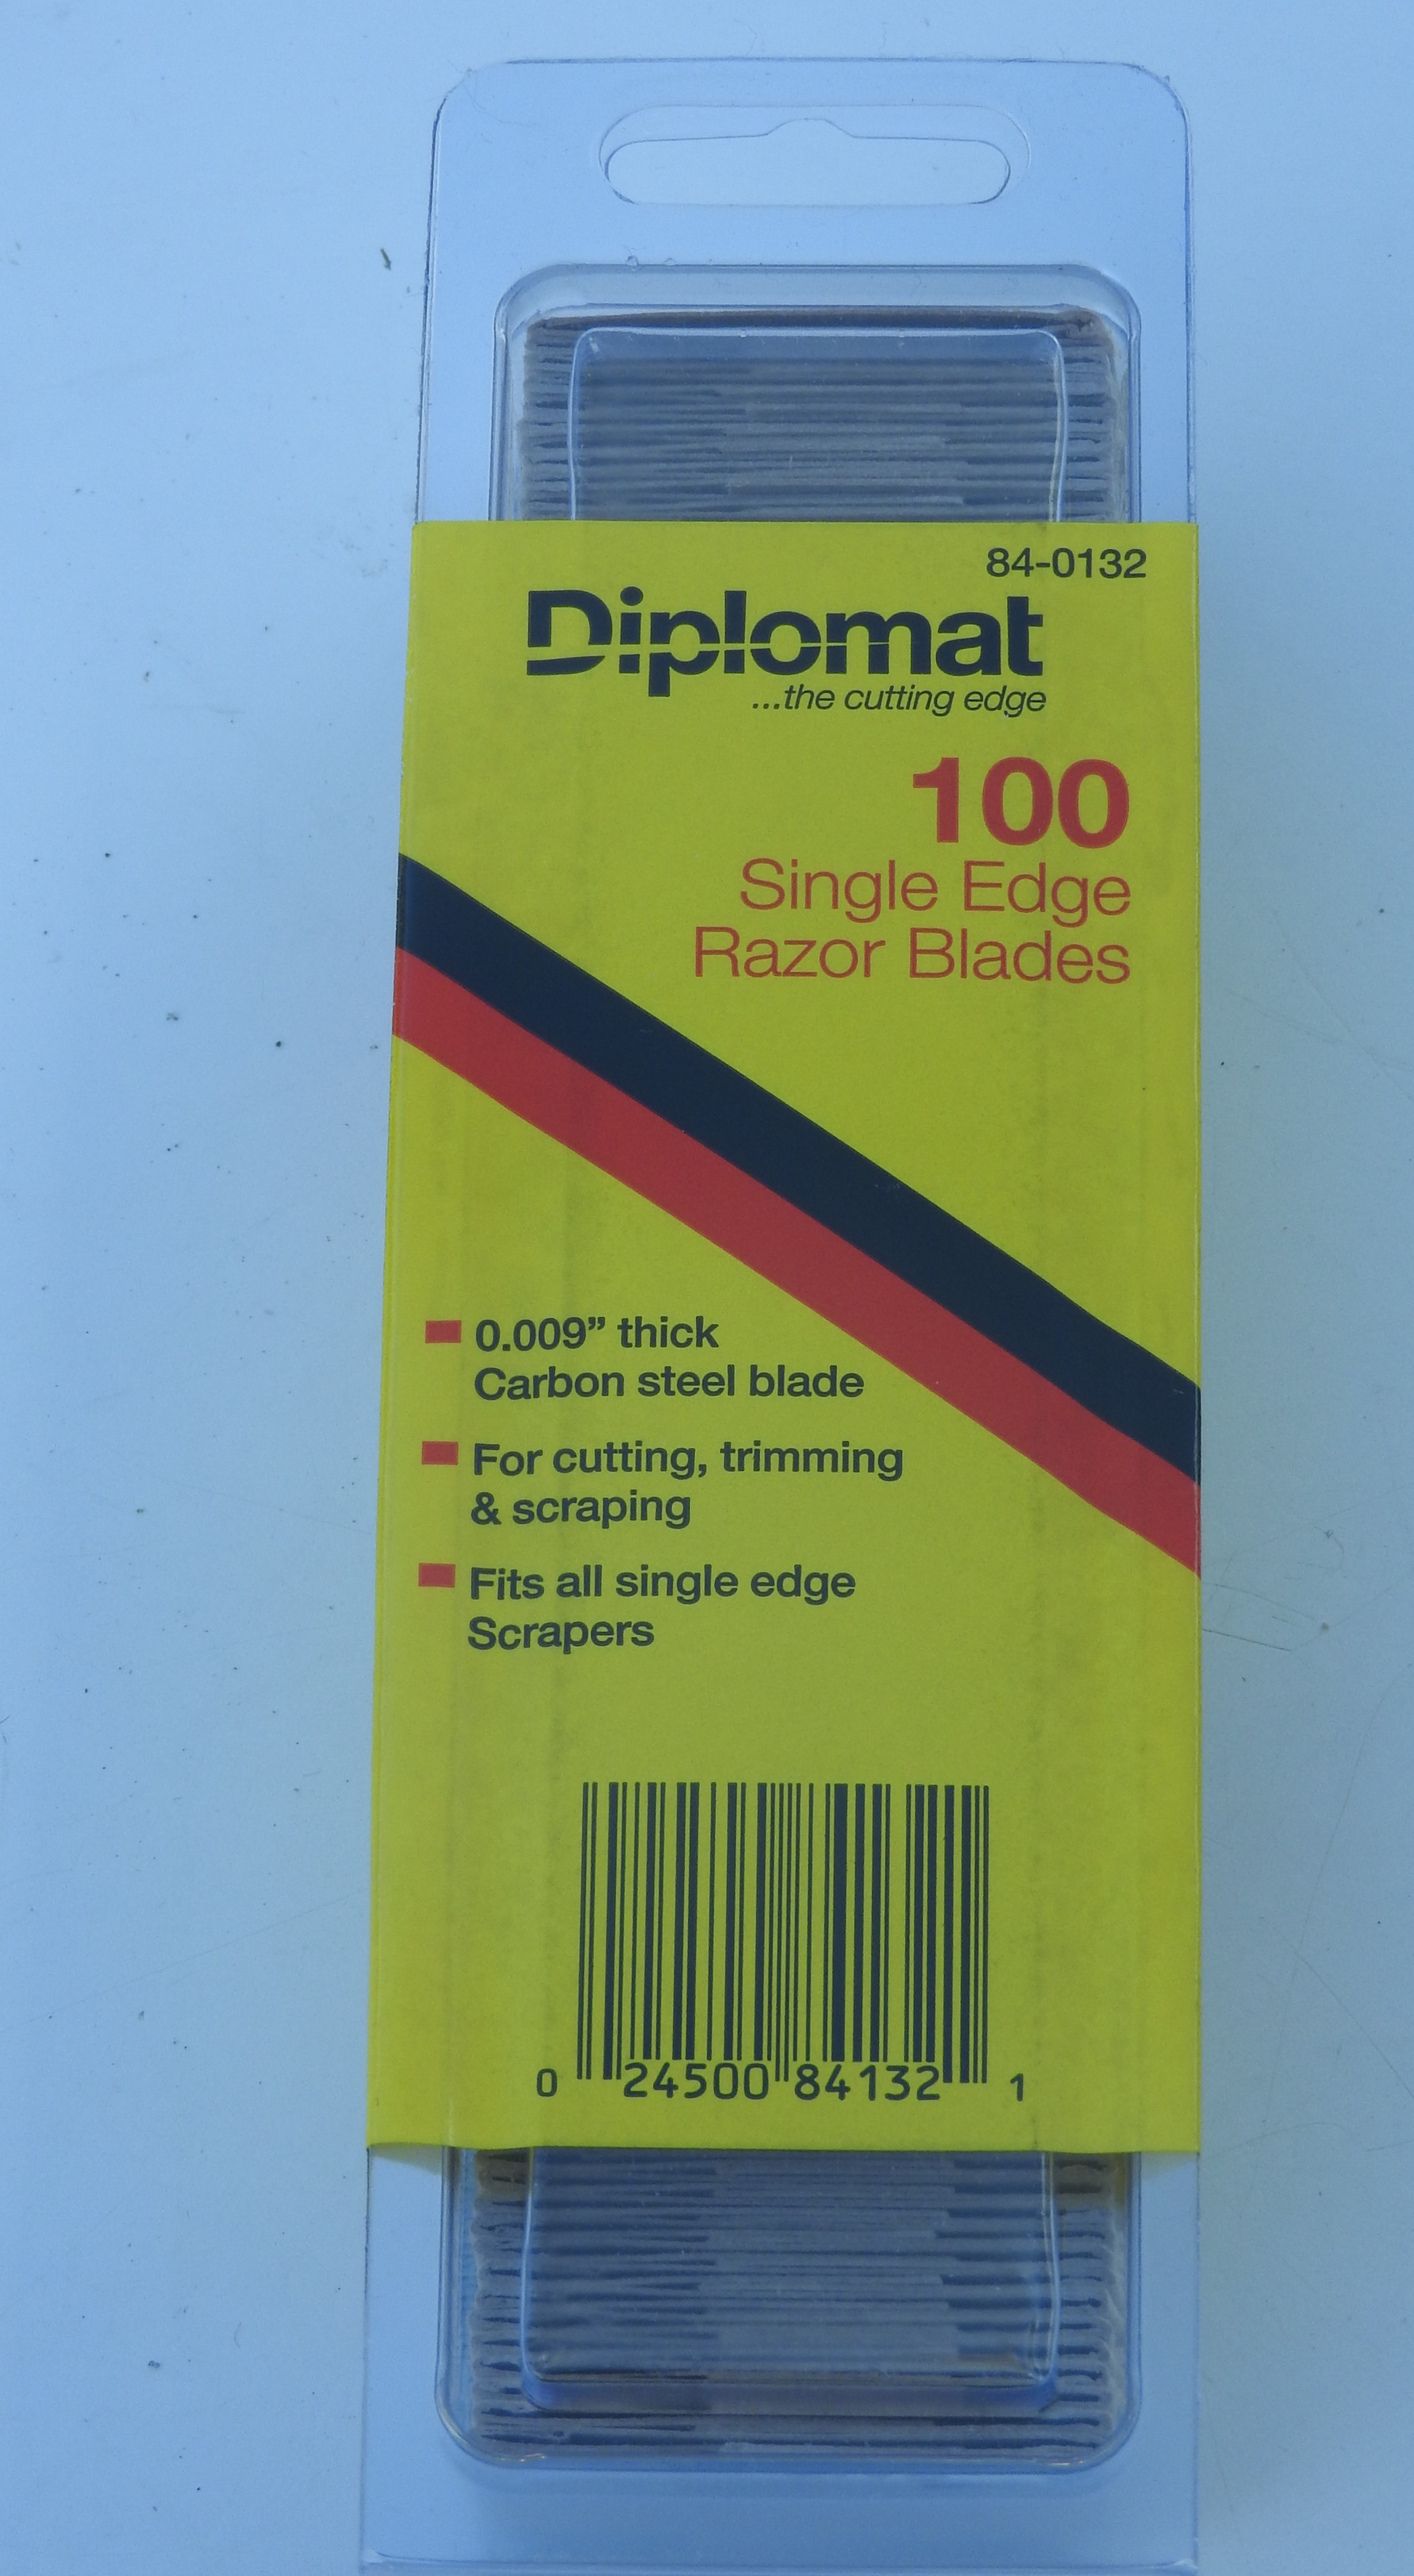 84-0132
Diplomat
...the cutting edge
100
Single Edge
Razor Blades
0.009” thick
Carbon steel blade
For cutting, trimming
& scraping
Fits all single edge
Scrapers
0 24500 84132 1